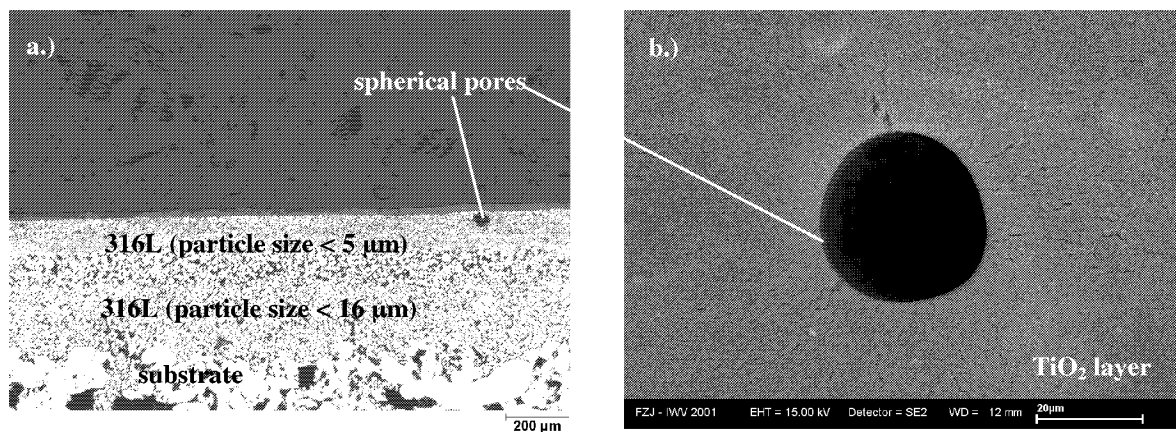 a.)
spherical pores
316L (particle size < 5 µm)
316L (particle size < 16 µm)
substrate
200 µm
b.)
TiO₂ layer
FZJ - IWV 2001 EHT = 15.00 kV Detector = SE2 WD = 12 mm 20µm